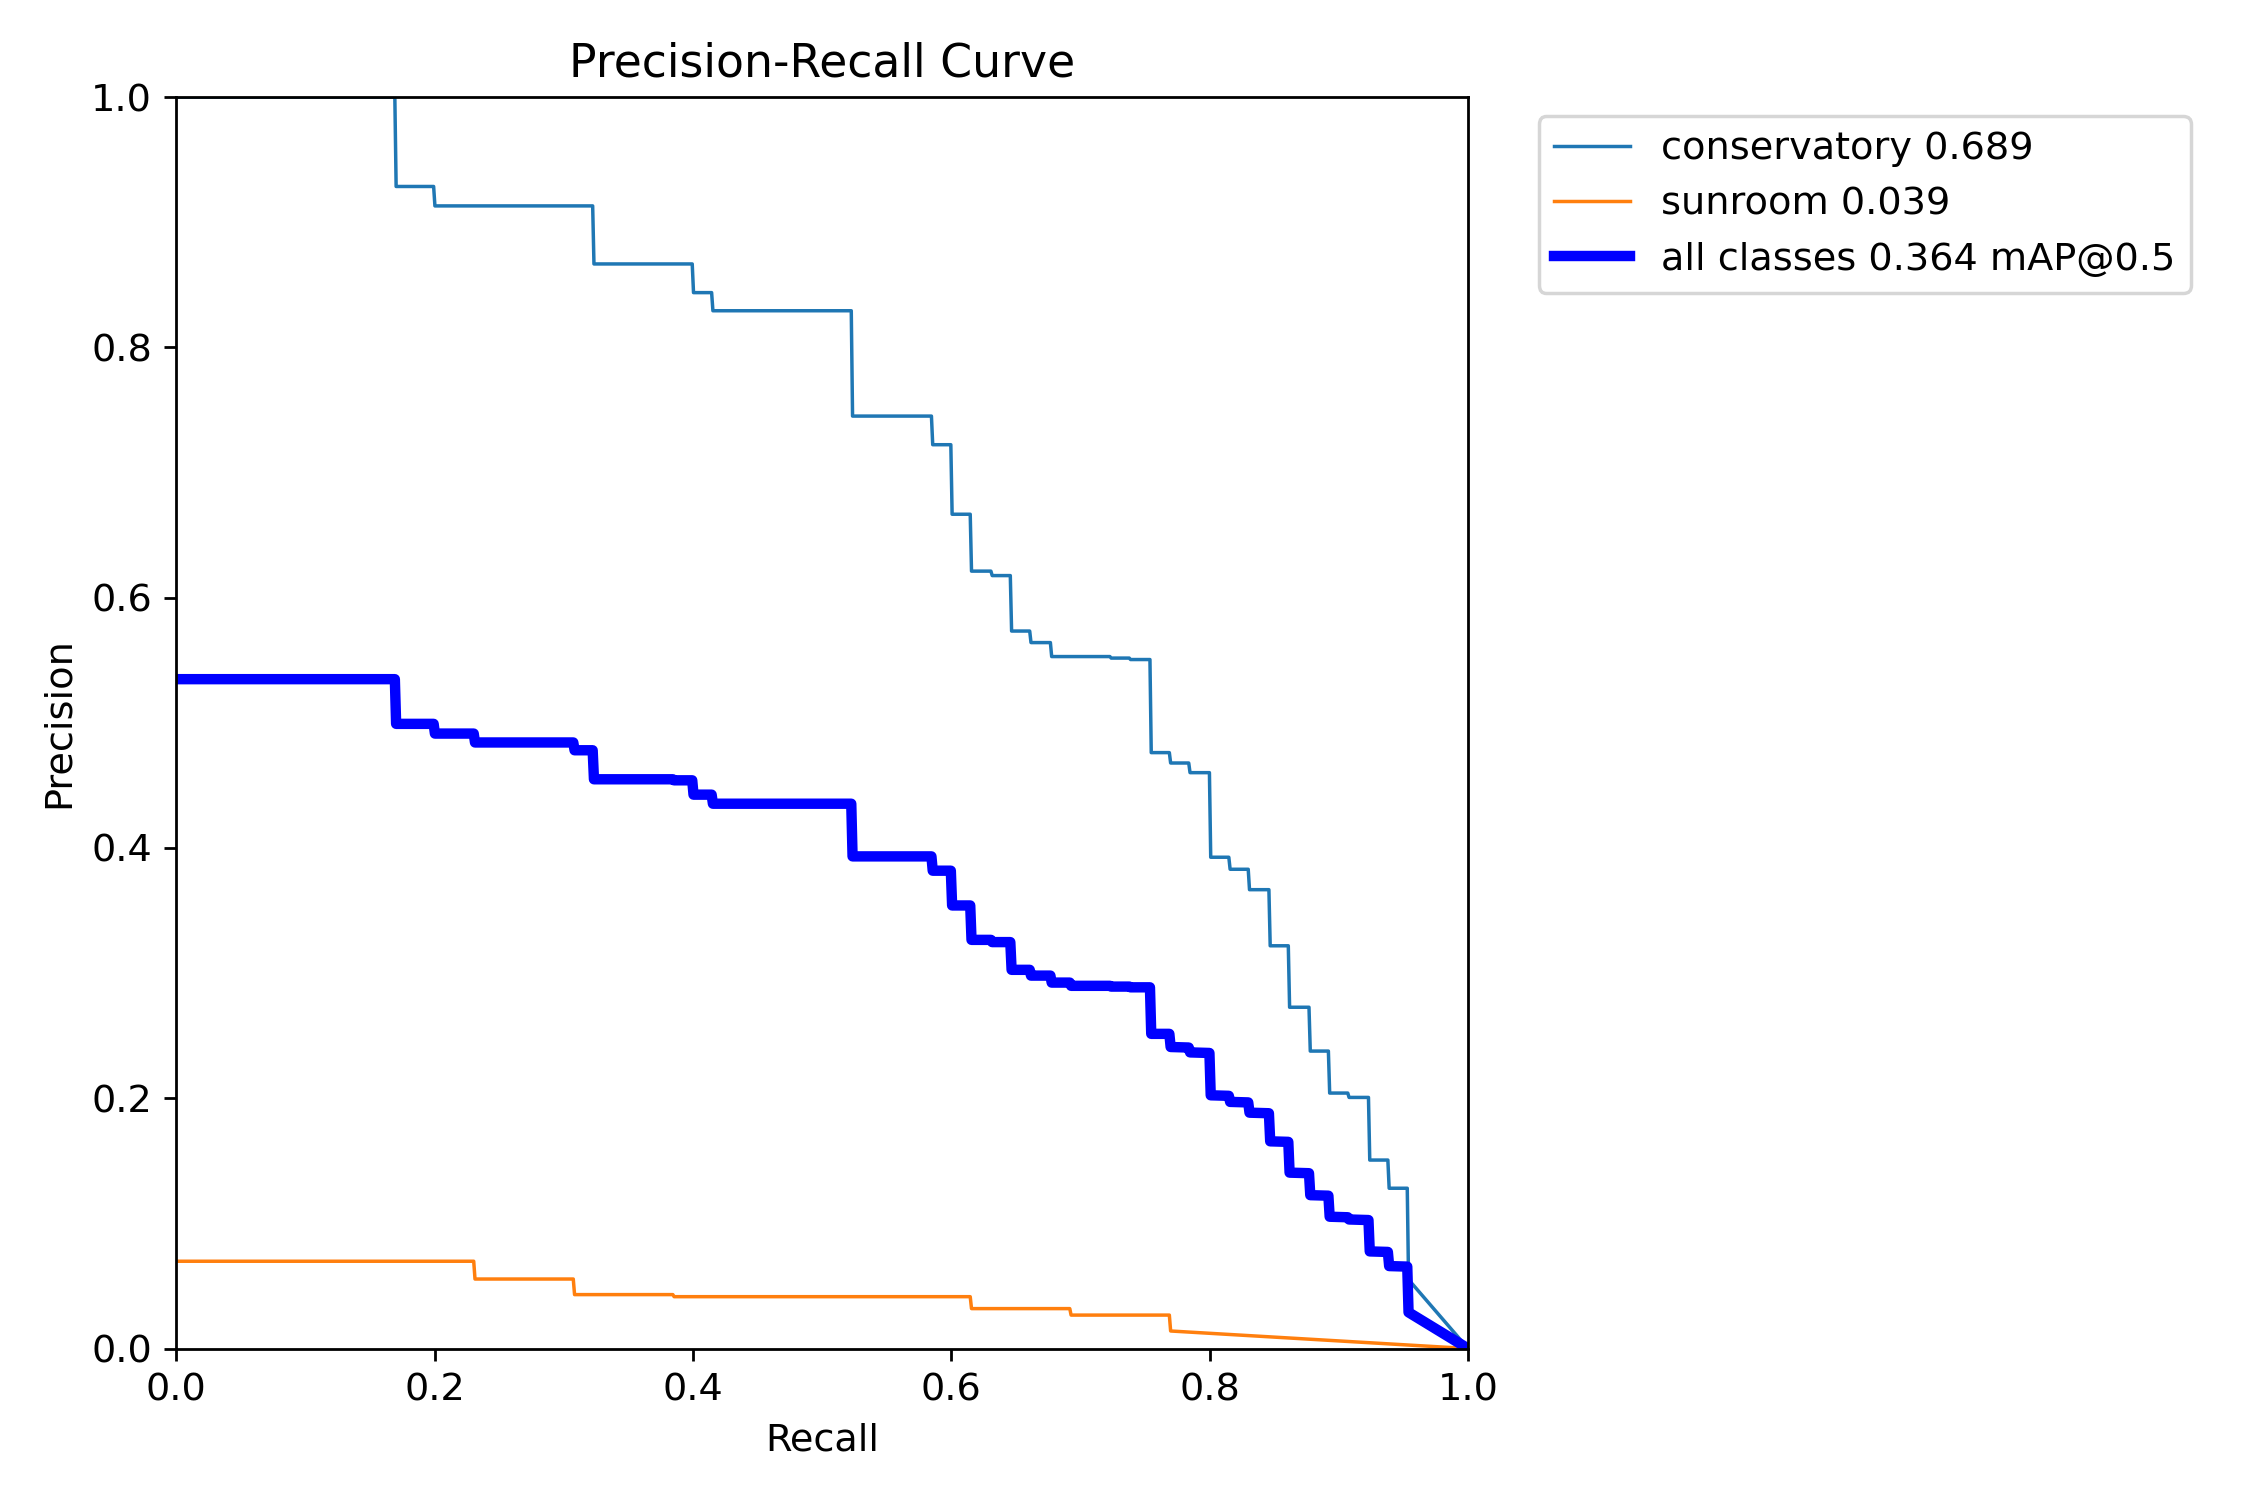 Precision-Recall Curve
1.0
0.8
0.6
0.4
0.2
0.0
Precision
0.0 0.2 0.4 0.6 0.8 1.0
Recall
conservatory 0.689
sunroom 0.039
all classes 0.364 mAP@0.5